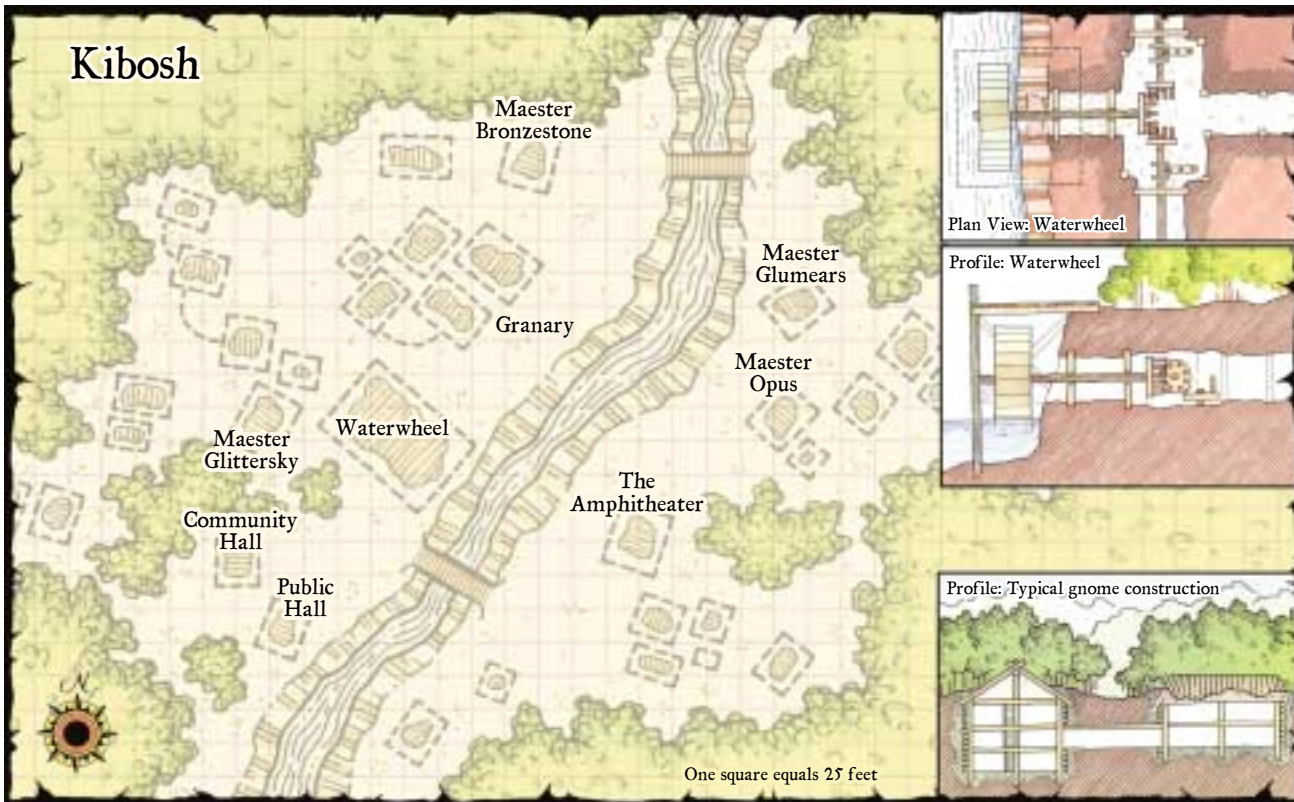 Kibosh
Maester
Bronzestone
Maester
Glumears
Granary
Maester
Opus
Waterwheel
Maester
Glittersky
The
Amphitheater
Community
Hall
Public
Hall
N
One square equals 25 feet
Plan View: Waterwheel
Profile: Waterwheel
Profile: Typical gnome construction